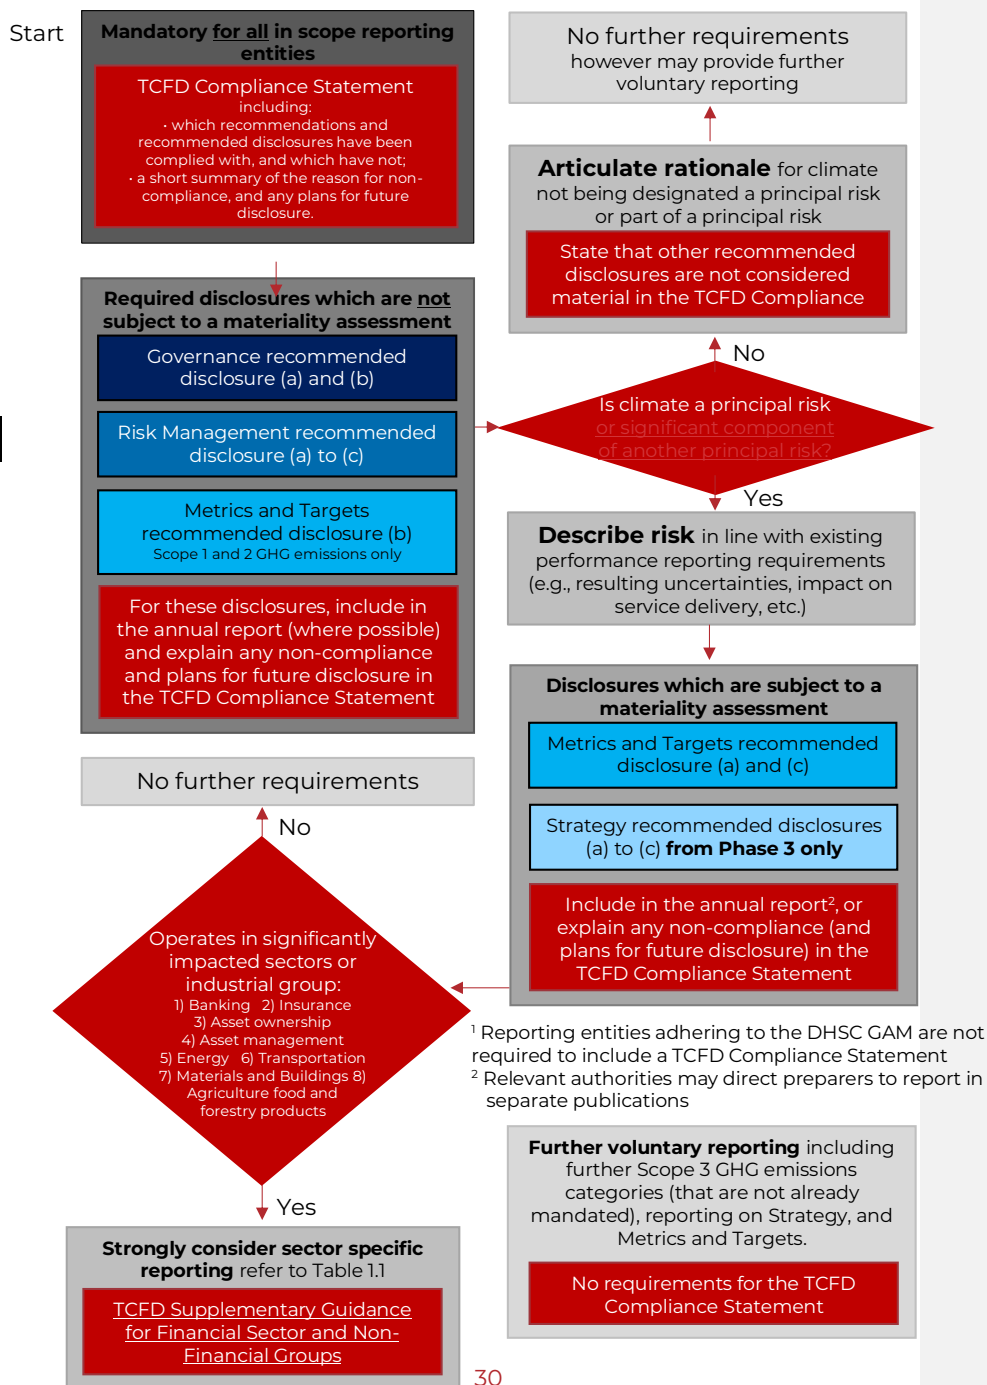 Start
Mandatory for all in scope reporting
entities
TCFD Compliance Statement
including:
• which recommendations and
recommended disclosures have been
complied with, and which have not;
• a short summary of the reason for non-
compliance, and any plans for future
disclosure.
Required disclosures which are not
subject to a materiality assessment
Governance recommended
disclosure (a) and (b)
Risk Management recommended
disclosure (a) to (c)
Metrics and Targets
recommended disclosure (b)
Scope 1 and 2 GHG emissions only
For these disclosures, include in
the annual report (where possible)
and explain any non-compliance
and plans for future disclosure in
the TCFD Compliance Statement
No further requirements
however may provide further
voluntary reporting
Articulate rationale for climate
not being designated a principal risk
or part of a principal risk
State that other recommended
disclosures are not considered
material in the TCFD Compliance
No
Is climate a principal risk
or significant component
of another principal risk?
Yes
Describe risk in line with existing
performance reporting requirements
(e.g., resulting uncertainties, impact on
service delivery, etc.)
Disclosures which are subject to a
materiality assessment
Metrics and Targets recommended
disclosure (a) and (c)
Strategy recommended disclosures
(a) to (c) from Phase 3 only
Include in the annual report², or
explain any non-compliance (and
plans for future disclosure) in the
TCFD Compliance Statement
No further requirements
No
Operates in significantly
impacted sectors or
industrial group:
1) Banking 2) Insurance
3) Asset ownership
4) Asset management
5) Energy 6) Transportation
7) Materials and Buildings 8)
Agriculture food and
forestry products
Yes
Strongly consider sector specific
reporting refer to Table 1.1
TCFD Supplementary Guidance
for Financial Sector and Non-
Financial Groups
¹ Reporting entities adhering to the DHSC GAM are not
required to include a TCFD Compliance Statement
² Relevant authorities may direct preparers to report in
separate publications
Further voluntary reporting including
further Scope 3 GHG emissions
categories (that are not already
mandated), reporting on Strategy, and
Metrics and Targets.
No requirements for the TCFD
Compliance Statement
30